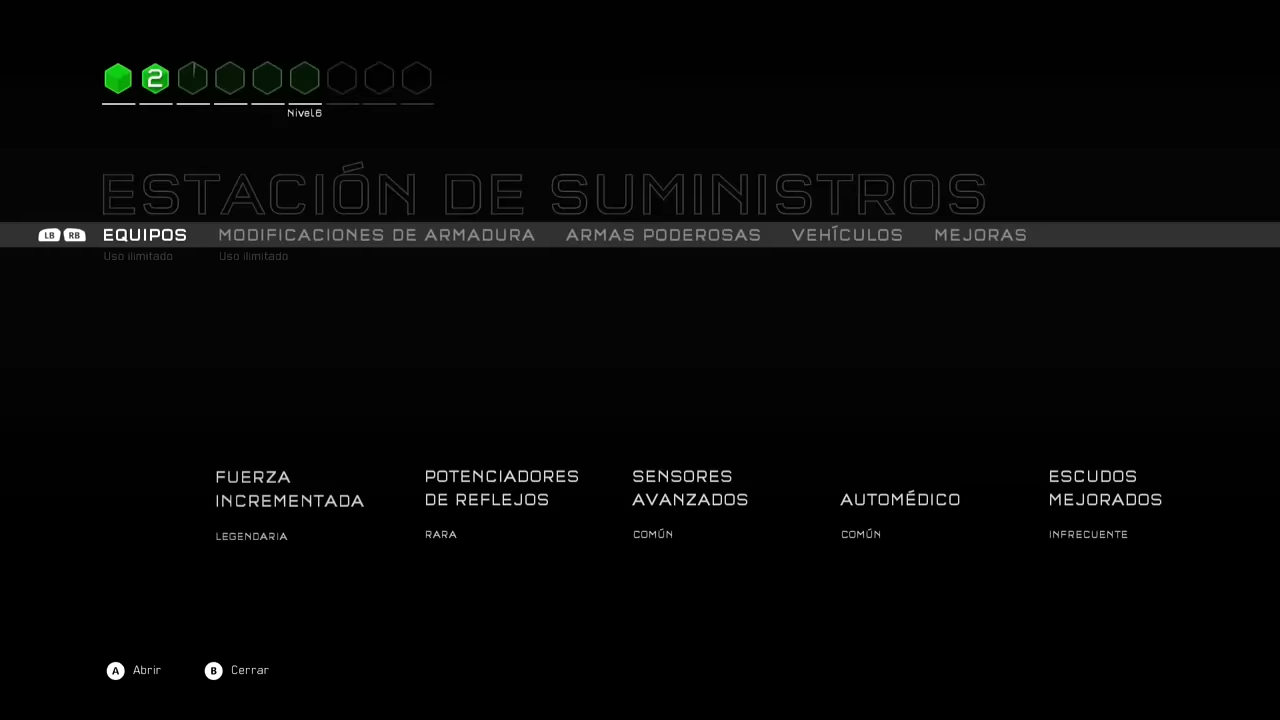 2
Nivel6
ESTACIÓN DE SUMINISTROS
LB RB EQUIPOS MODIFICACIONES DE ARMADURA ARMAS PODEROSAS VEHÍCULOS MEJORAS
Uso ilimitado Uso ilimitado
FUERZA
INCREMENTADA
LEGENDARIA
POTENCIADORES
DE REFLEJOS
RARA
SENSORES
AVANZADOS
COMÚN
AUTOMÉDICO
COMÚN
ESCUDOS
MEJORADOS
INFRECUENTE
A Abrir B Cerrar